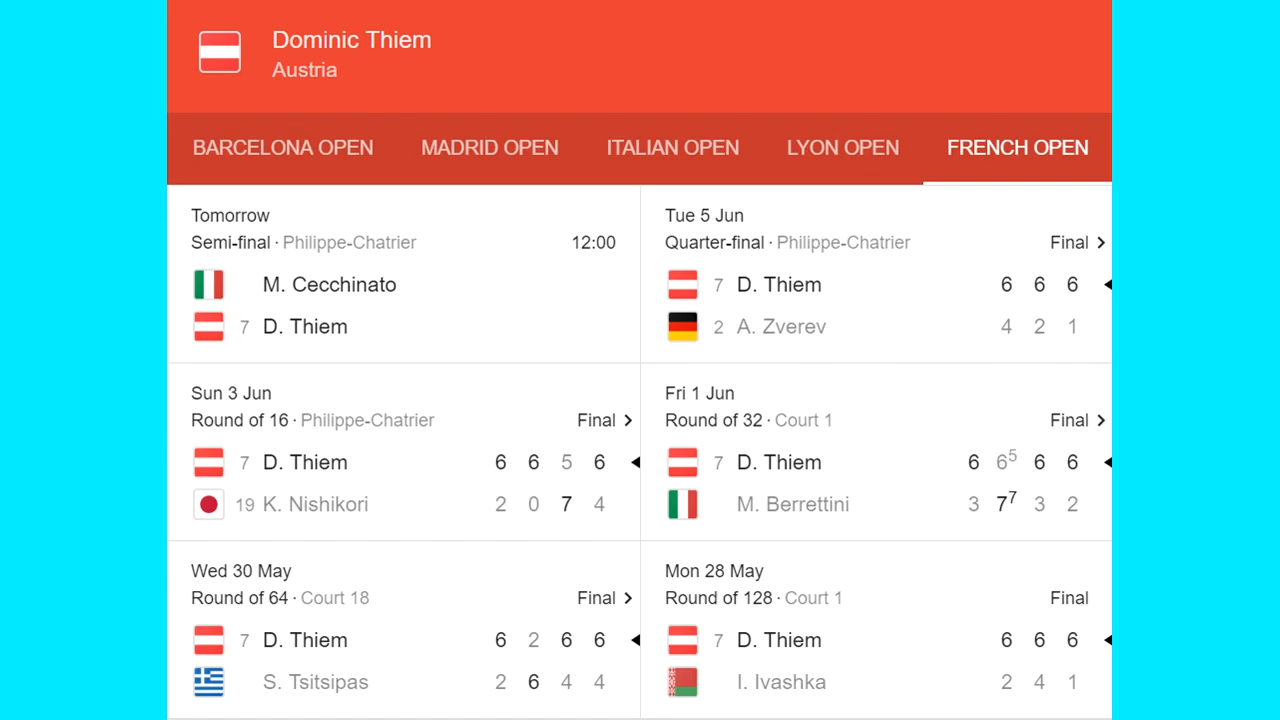 Dominic Thiem
Austria
BARCELONA OPEN MADRID OPEN ITALIAN OPEN LYON OPEN FRENCH OPEN
Tomorrow
Semi-final · Philippe-Chatrier 12:00
M. Cecchinato
7 D. Thiem
Tue 5 Jun
Quarter-final · Philippe-Chatrier Final
7 D. Thiem 6 6 6
2 A. Zverev 4 2 1
Sun 3 Jun
Round of 16 · Philippe-Chatrier Final
7 D. Thiem 6 6 5 6
19 K. Nishikori 2 0 7 4
Fri 1 Jun
Round of 32 · Court 1 Final
7 D. Thiem 6 6⁵ 6 6
M. Berrettini 3 7⁷ 3 2
Wed 30 May
Round of 64 · Court 18 Final
7 D. Thiem 6 2 6 6
S. Tsitsipas 2 6 4 4
Mon 28 May
Round of 128 · Court 1 Final
7 D. Thiem 6 6 6
I. Ivashka 2 4 1